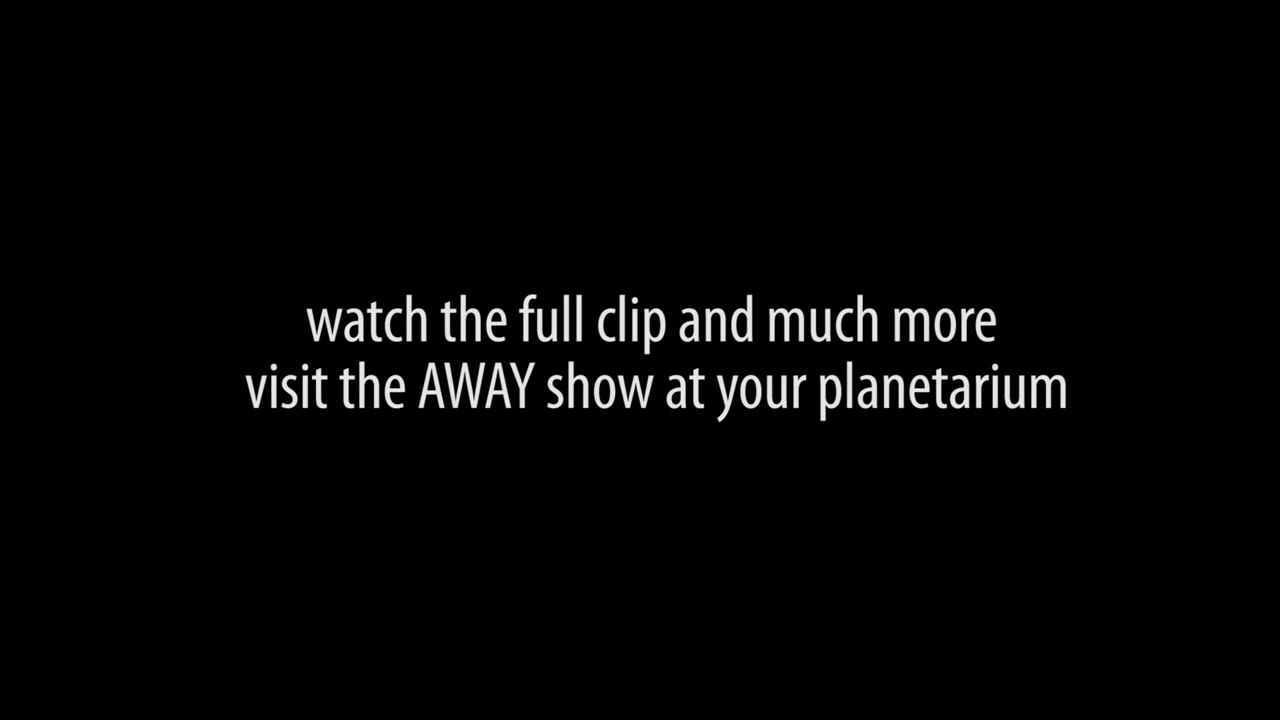 watch the full clip and much more
visit the AWAY show at your planetarium